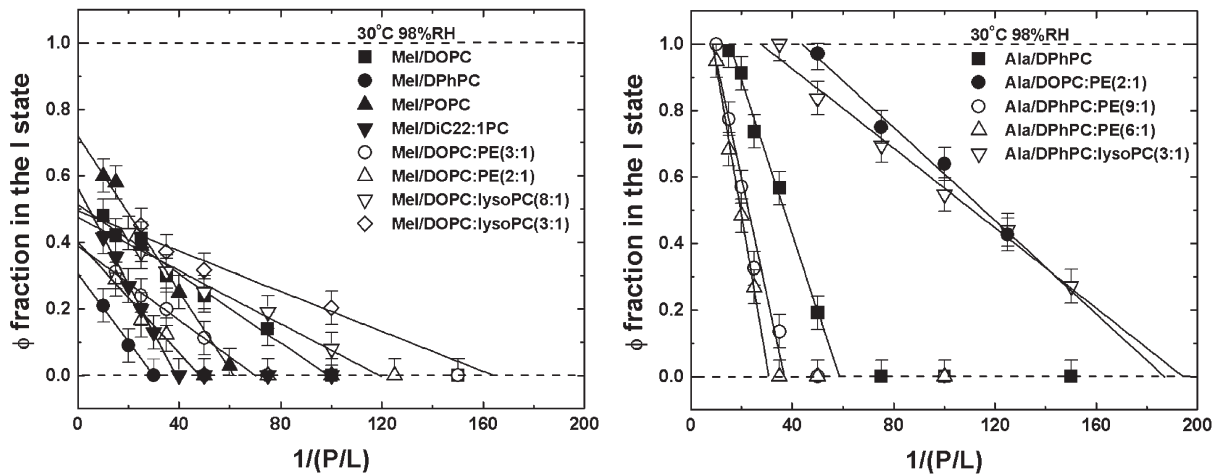 30°C 98%RH
Mel/DOPC
Mel/DPhPC
Mel/POPC
Mel/DiC22:1PC
Mel/DOPC:PE(3:1)
Mel/DOPC:PE(2:1)
Mel/DOPC:lysoPC(8:1)
Mel/DOPC:lysoPC(3:1)
ϕ fraction in the I state
1.0
0.8
0.6
0.4
0.2
0.0
0 40 80 120 160 200
1/(P/L)
30°C 98%RH
Ala/DPhPC
Ala/DOPC:PE(2:1)
Ala/DPhPC:PE(9:1)
Ala/DPhPC:PE(6:1)
Ala/DPhPC:lysoPC(3:1)
ϕ fraction in the I state
1.0
0.8
0.6
0.4
0.2
0.0
0 40 80 120 160 200
1/(P/L)